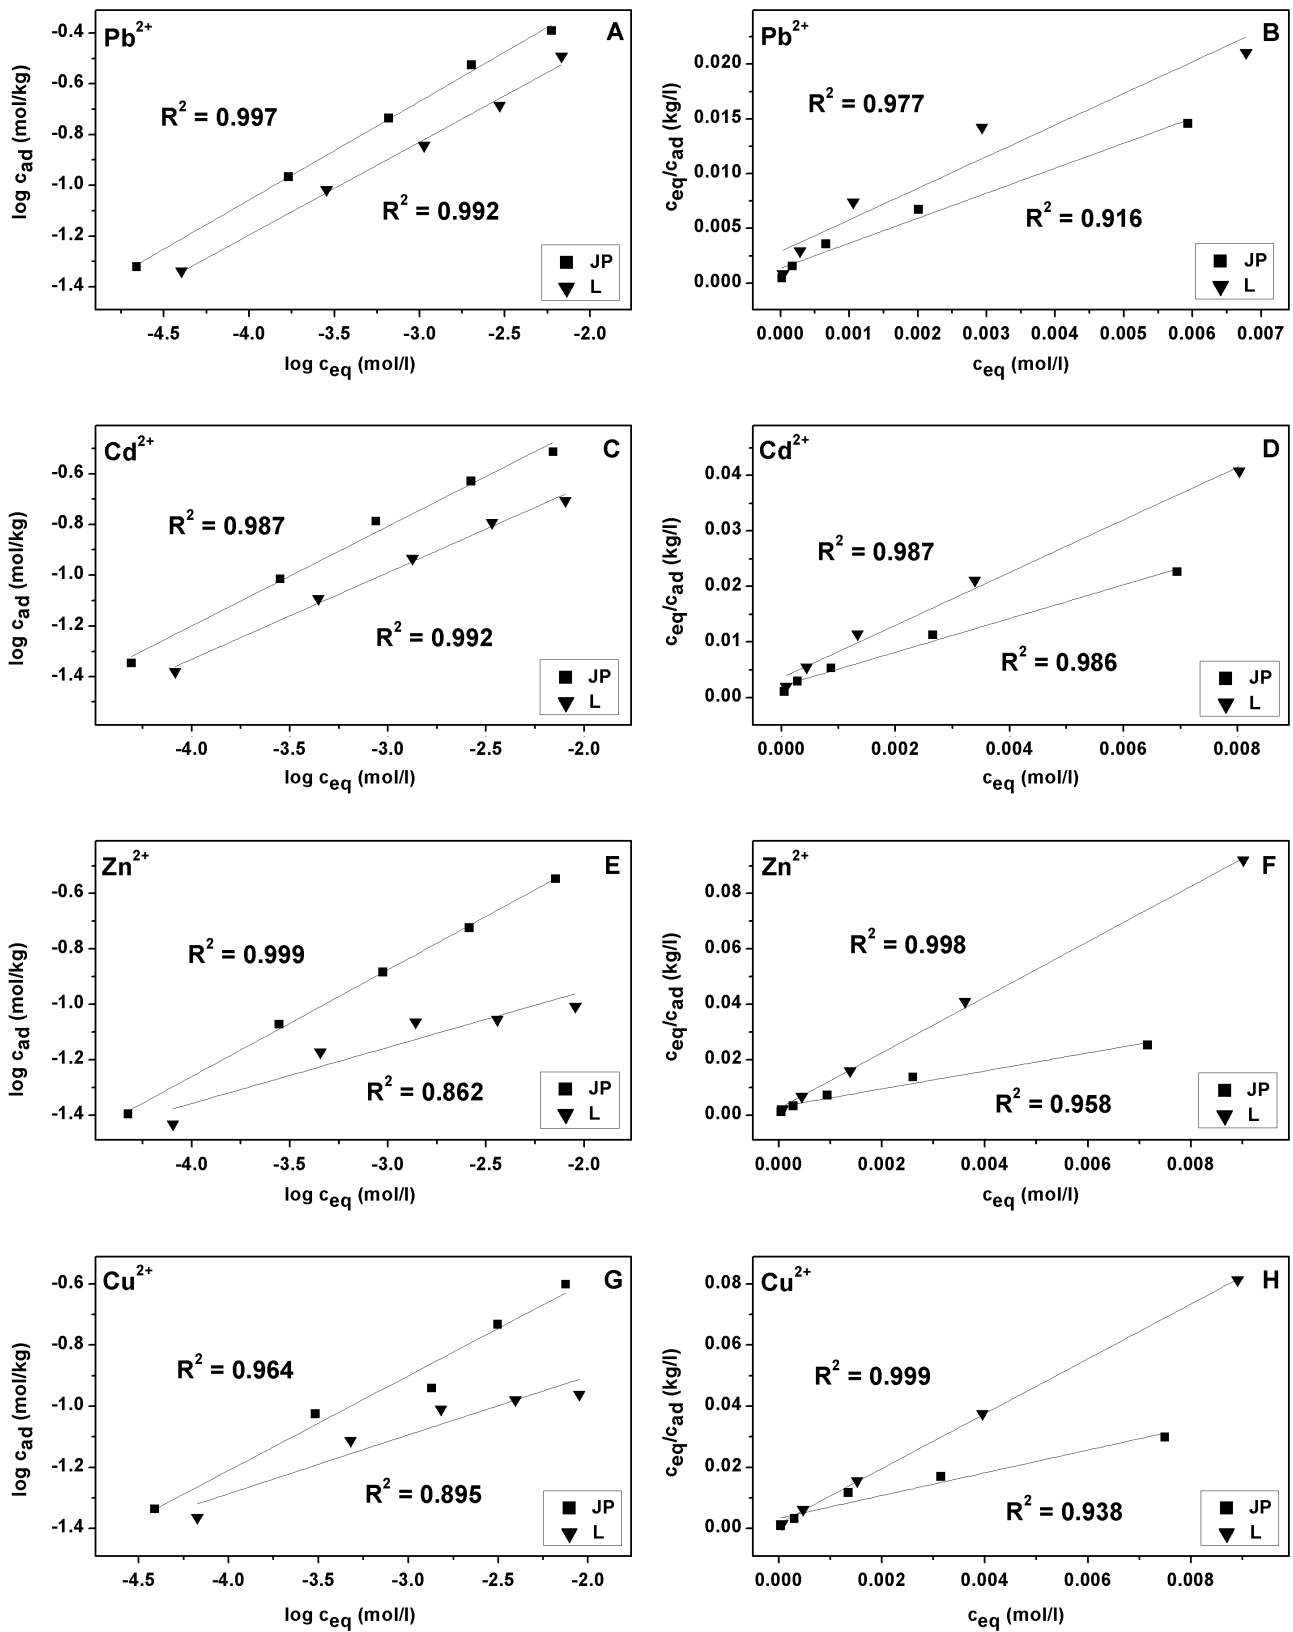 Pb2+
A
R2 = 0.997
R2 = 0.992
JP
L
-0.4
-0.6
-0.8
-1.0
-1.2
-1.4
log cad (mol/kg)
-4.5 -4.0 -3.5 -3.0 -2.5 -2.0
log ceq (mol/l)
Pb2+
B
R2 = 0.977
R2 = 0.916
JP
L
0.020
0.015
0.010
0.005
0.000
ceq/cad (kg/l)
0.000 0.001 0.002 0.003 0.004 0.005 0.006 0.007
ceq (mol/l)
Cd2+
C
R2 = 0.987
R2 = 0.992
JP
L
-0.6
-0.8
-1.0
-1.2
-1.4
log cad (mol/kg)
-4.0 -3.5 -3.0 -2.5 -2.0
log ceq (mol/l)
Cd2+
D
R2 = 0.987
R2 = 0.986
JP
L
0.04
0.03
0.02
0.01
0.00
ceq/cad (kg/l)
0.000 0.002 0.004 0.006 0.008
ceq (mol/l)
Zn2+
E
R2 = 0.999
R2 = 0.862
JP
L
-0.6
-0.8
-1.0
-1.2
-1.4
log cad (mol/kg)
-4.0 -3.5 -3.0 -2.5 -2.0
log ceq (mol/l)
Zn2+
F
R2 = 0.998
R2 = 0.958
JP
L
0.08
0.06
0.04
0.02
0.00
ceq/cad (kg/l)
0.000 0.002 0.004 0.006 0.008
ceq (mol/l)
Cu2+
G
R2 = 0.964
R2 = 0.895
JP
L
-0.6
-0.8
-1.0
-1.2
-1.4
log cad (mol/kg)
-4.5 -4.0 -3.5 -3.0 -2.5 -2.0
log ceq (mol/l)
Cu2+
H
R2 = 0.999
R2 = 0.938
JP
L
0.08
0.06
0.04
0.02
0.00
ceq/cad (kg/l)
0.000 0.002 0.004 0.006 0.008
ceq (mol/l)